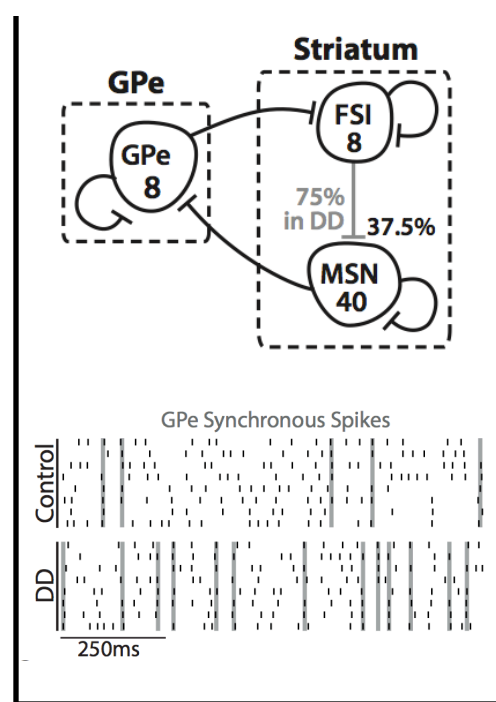 Striatum
GPe
FSI
8
GPe
8
75%
in DD
37.5%
MSN
40
GPe Synchronous Spikes
Control
DD
250ms